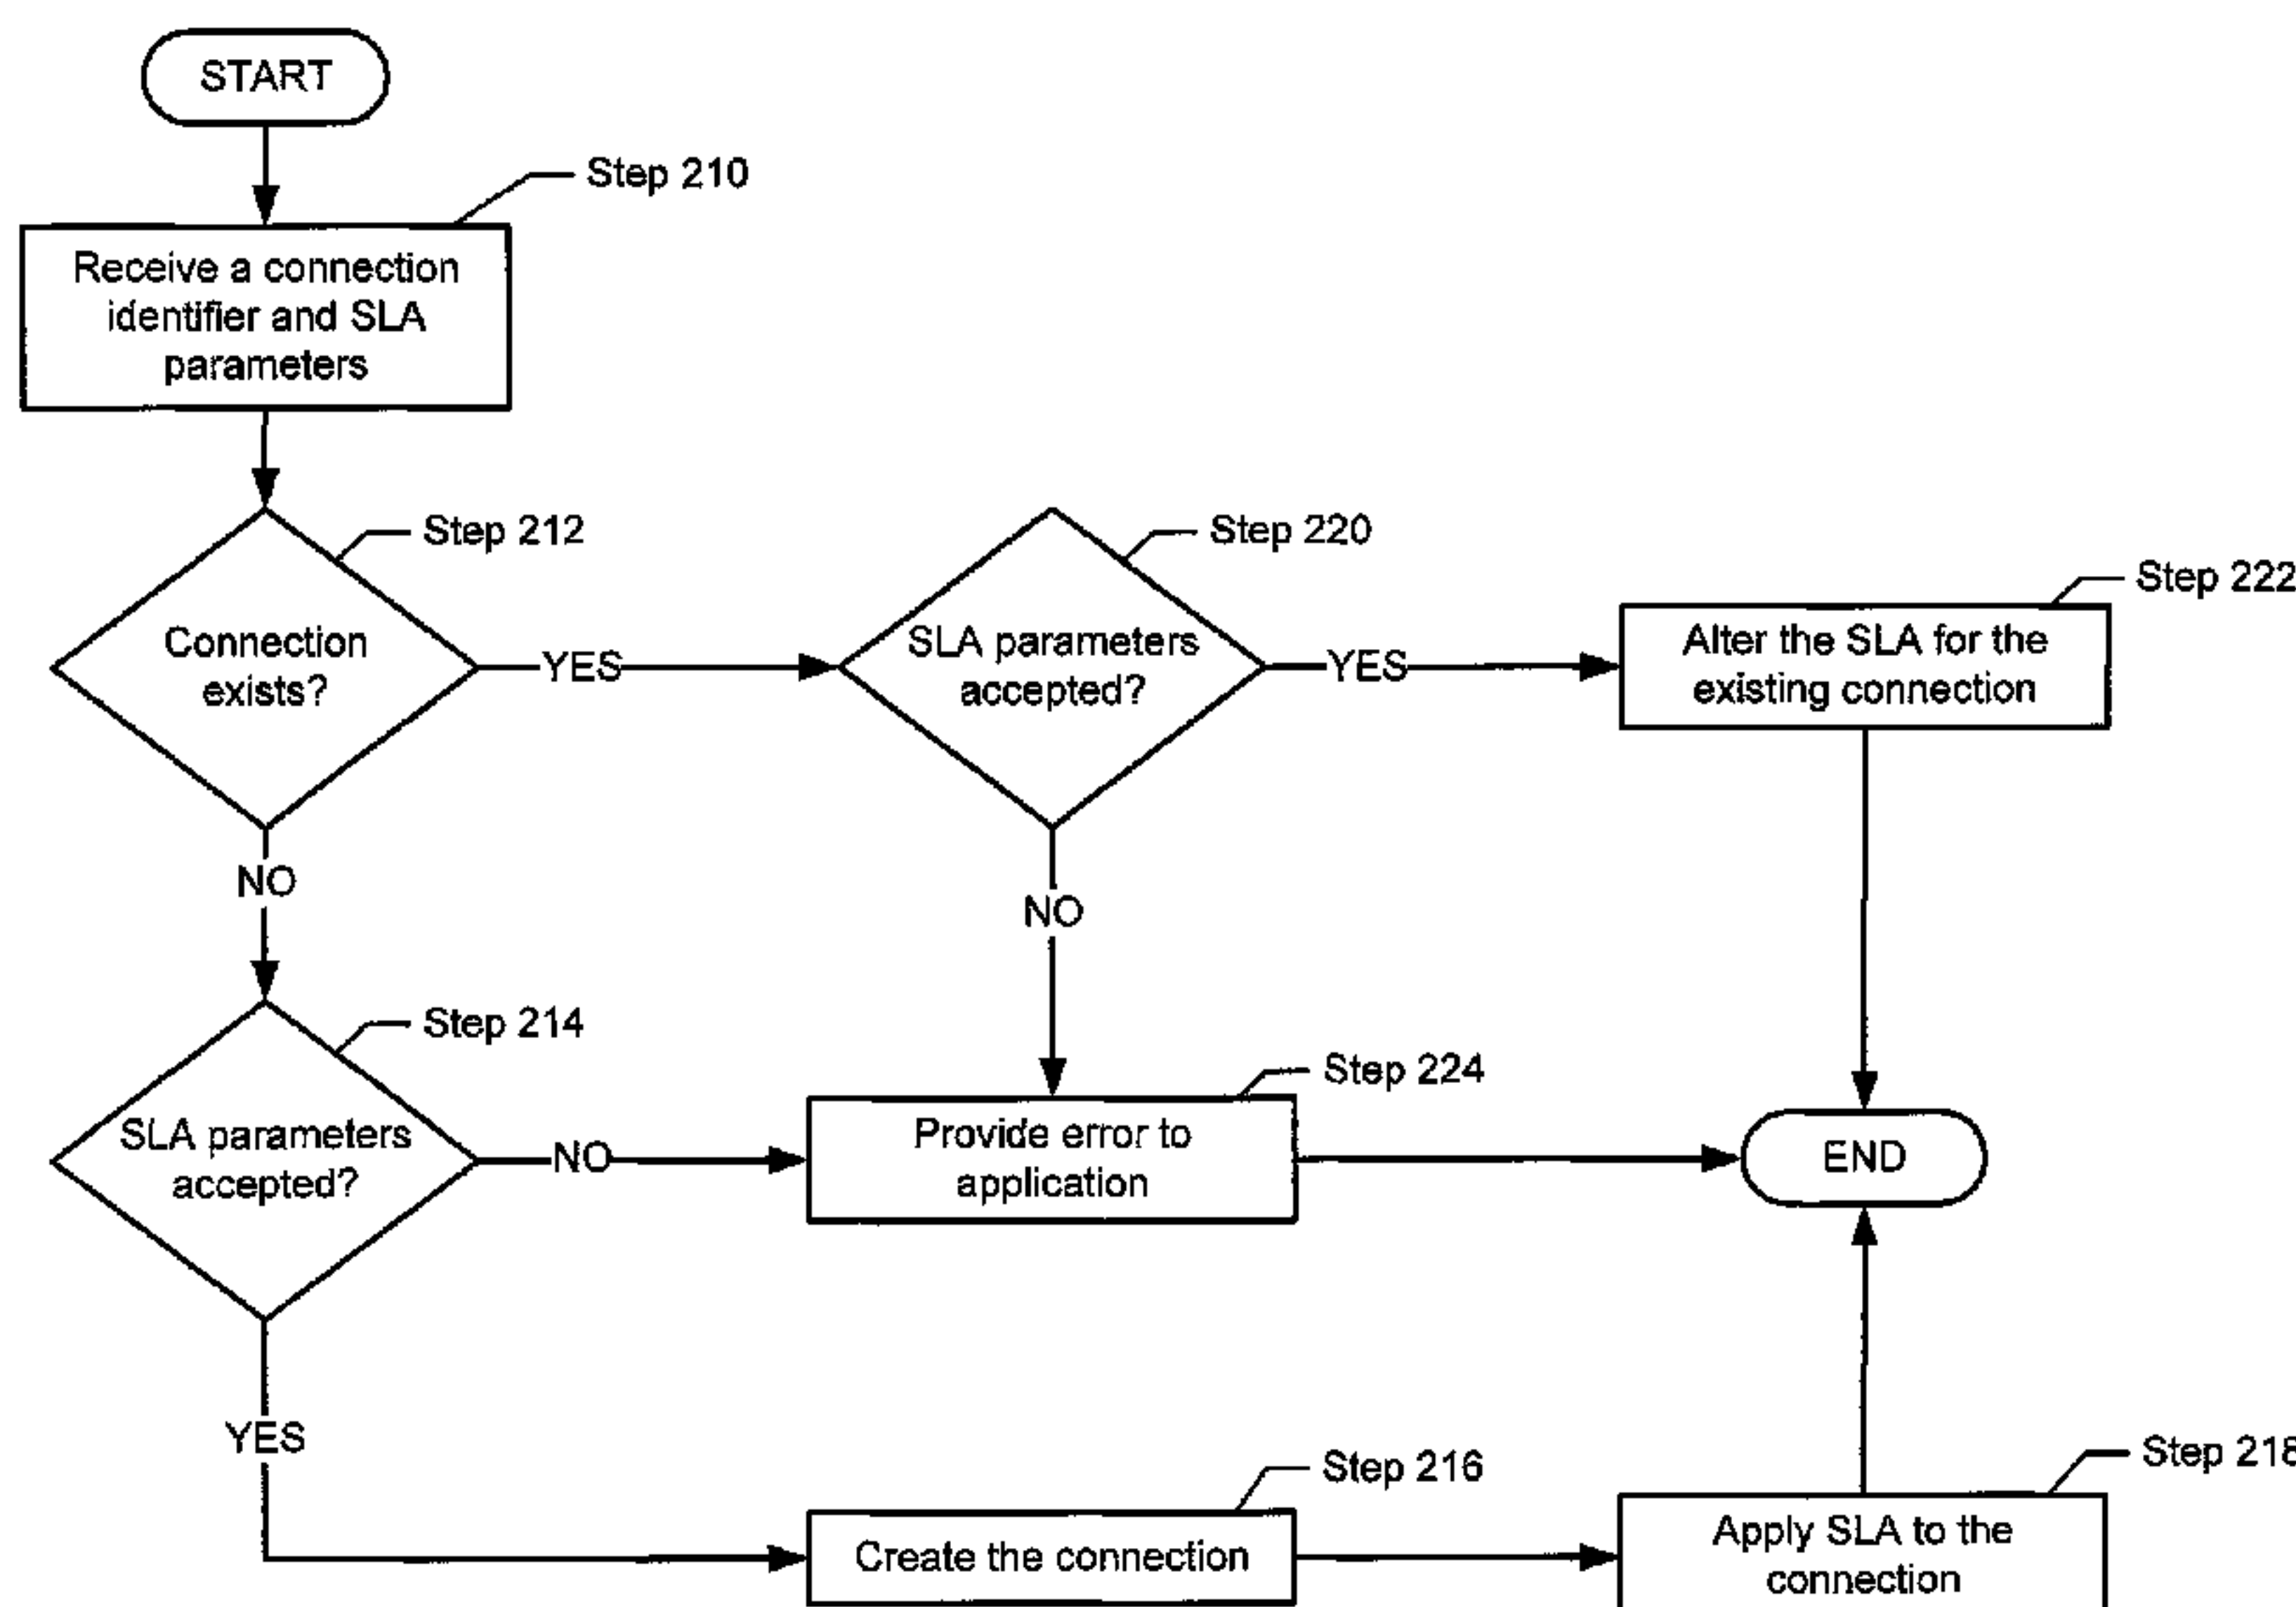 START
Step 210
Receive a connection
identifier and SLA
parameters
Step 212
Connection
exists?
YES
Step 220
SLA parameters
accepted?
YES
Step 222
Alter the SLA for the
existing connection
NO
NO
Step 214
SLA parameters
accepted?
NO
Step 224
Provide error to
application
END
YES
Step 216
Create the connection
Step 218
Apply SLA to the
connection